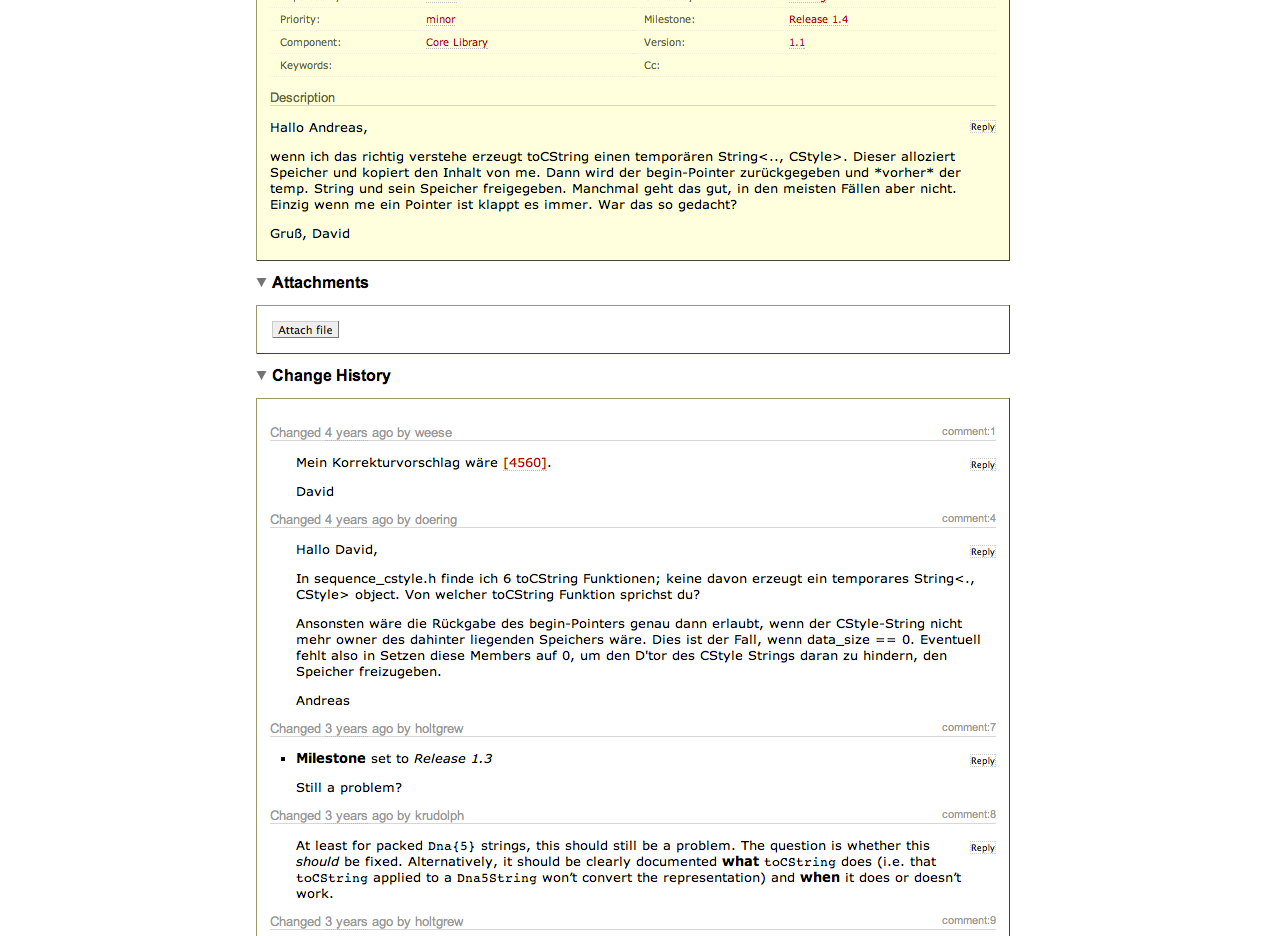 Priority: minor Milestone: Release 1.4
Component: Core Library Version: 1.1
Keywords: Cc:
Description
Hallo Andreas, Reply
wenn ich das richtig verstehe erzeugt toCString einen temporären String<.., CStyle>. Dieser alloziert
Speicher und kopiert den Inhalt von me. Dann wird der begin-Pointer zurückgegeben und *vorher* der
temp. String und sein Speicher freigegeben. Manchmal geht das gut, in den meisten Fällen aber nicht.
Einzig wenn me ein Pointer ist klappt es immer. War das so gedacht?
Gruß, David
Attachments
Attach file
Change History
Changed 4 years ago by weese comment:1
Mein Korrekturvorschlag wäre [4560]. Reply
David
Changed 4 years ago by doering comment:4
Hallo David, Reply
In sequence_cstyle.h finde ich 6 toCString Funktionen; keine davon erzeugt ein temporares String<.,
CStyle> object. Von welcher toCString Funktion sprichst du?
Ansonsten wäre die Rückgabe des begin-Pointers genau dann erlaubt, wenn der CStyle-String nicht
mehr owner des dahinter liegenden Speichers wäre. Dies ist der Fall, wenn data_size == 0. Eventuell
fehlt also in Setzen diese Members auf 0, um den D'tor des CStyle Strings daran zu hindern, den
Speicher freizugeben.
Andreas
Changed 3 years ago by holtgrew comment:7
Milestone set to Release 1.3 Reply
Still a problem?
Changed 3 years ago by krudolph comment:8
At least for packed Dna{5} strings, this should still be a problem. The question is whether this Reply
should be fixed. Alternatively, it should be clearly documented what toCString does (i.e. that
toCString applied to a Dna5String won’t convert the representation) and when it does or doesn’t
work.
Changed 3 years ago by holtgrew comment:9